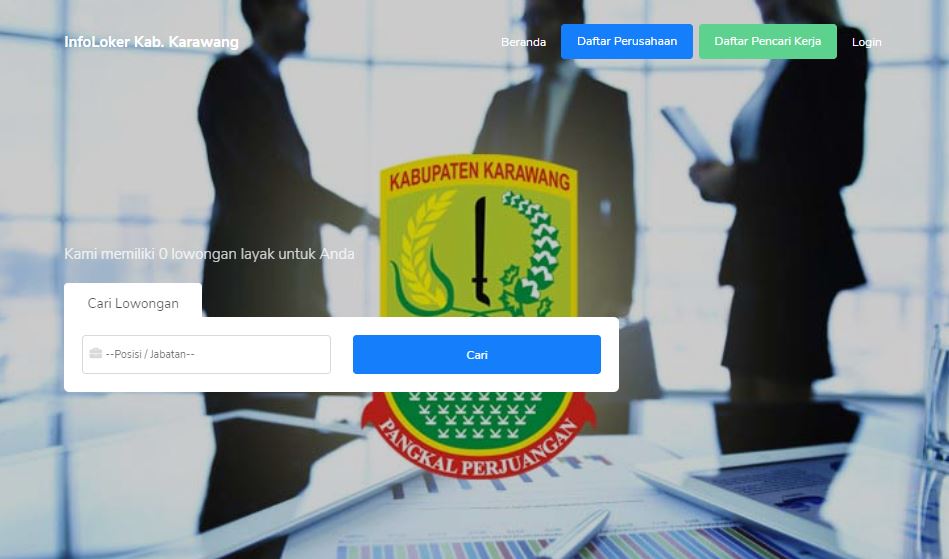 InfoLoker Kab. Karawang
Beranda
Daftar Perusahaan
Daftar Pencari Kerja
Login
KABUPATEN KARAWANG
Kami memiliki 0 lowongan layak untuk Anda
Cari Lowongan
--Posisi / Jabatan--
Cari
PANGKAL PERJUANGAN